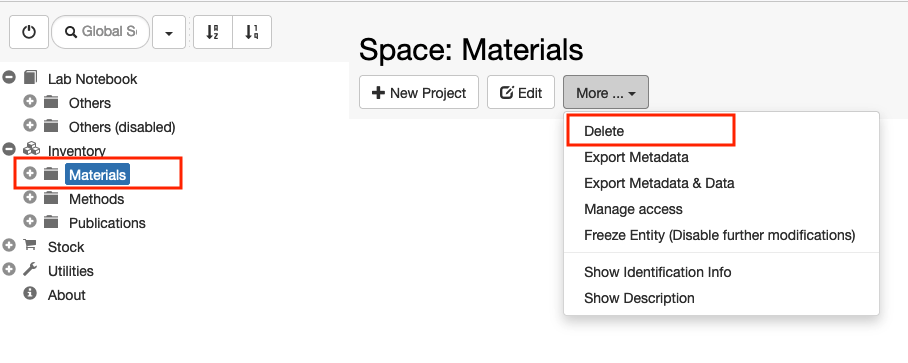 Global S
Lab Notebook
Others
Others (disabled)
Inventory
Materials
Methods
Publications
Stock
Utilities
About
Space: Materials
New Project
Edit
More ...
Delete
Export Metadata
Export Metadata & Data
Manage access
Freeze Entity (Disable further modifications)
Show Identification Info
Show Description